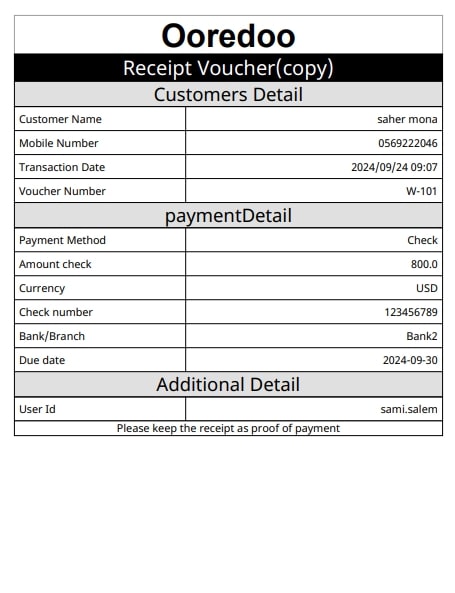 Ooredoo
Receipt Voucher(copy)
Customers Detail
Customer Name saher mona
Mobile Number 0569222046
Transaction Date 2024/09/24 09:07
Voucher Number W-101
paymentDetail
Payment Method Check
Amount check 800.0
Currency USD
Check number 123456789
Bank/Branch Bank2
Due date 2024-09-30
Additional Detail
User Id sami.salem
Please keep the receipt as proof of payment